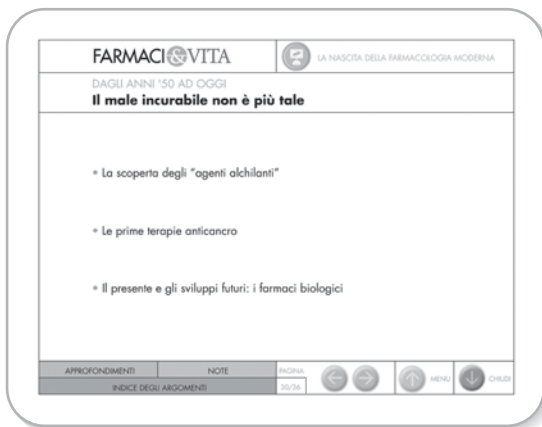 FARMACI&VITA
LA NASCITA DELLA FARMACOLOGIA MODERNA
DAGLI ANNI '50 AD OGGI
Il male incurabile non è più tale
• La scoperta degli "agenti alchilanti"
• Le prime terapie anticancro
• Il presente e gli sviluppi futuri: i farmaci biologici
APPROFONDIMENTI NOTE PAGINA
INDICE DEGLI ARGOMENTI 30/36
MENU CHIUDI